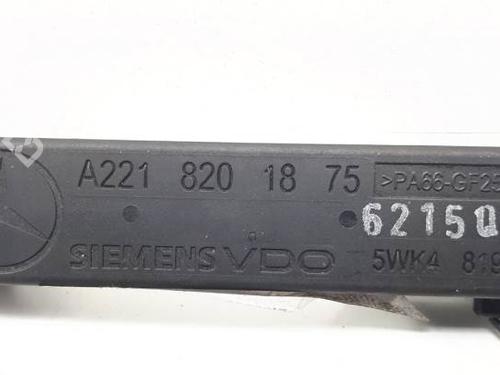 A221 820 18 75 >PA66-GF25
62150
SIEMENS VDO 5WK4 819